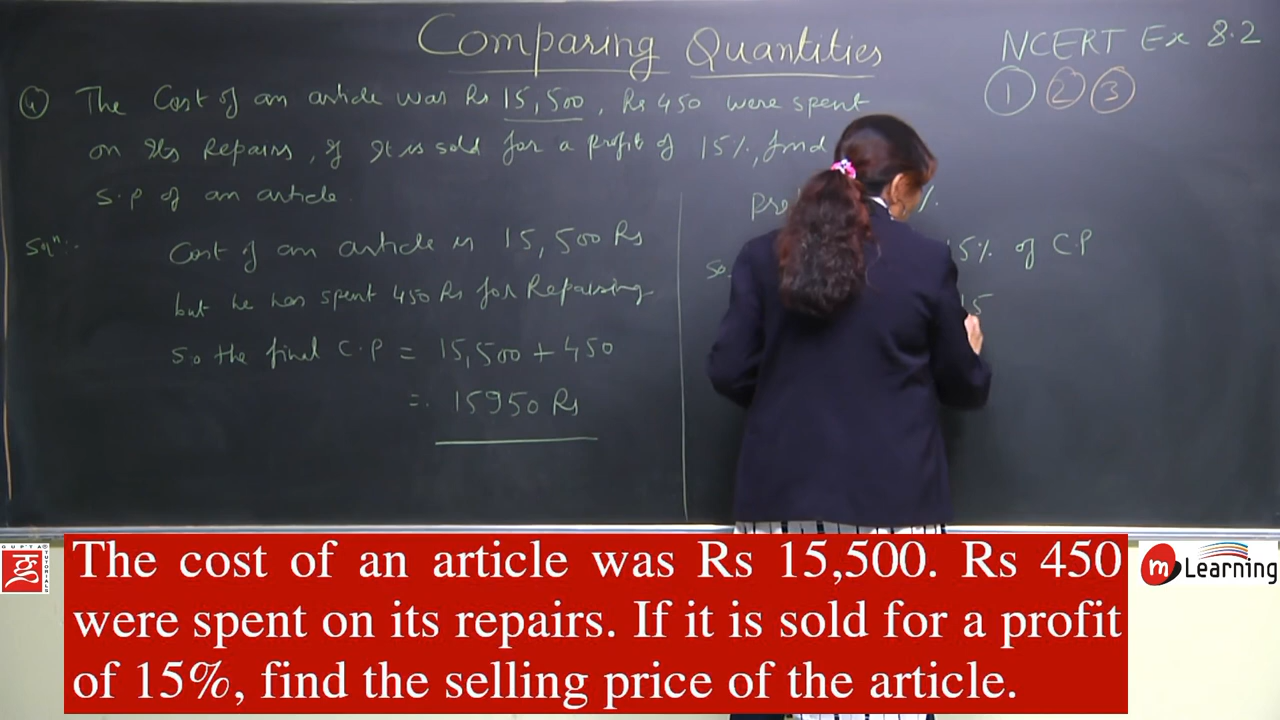 Comparing Quantities
NCERT Ex 8.2
1 2 3
4 The Cost of an article was Rs 15,500, Rs 450 were spent
on Its Repairs, If It is sold for a profit of 15%, find
S.P of an article.
Cost of an article is 15,500 Rs
but he has spent 450 Rs for Repairing
So the final C.P = 15,500 + 450
= 15950 Rs
%.
15% of C.P
15
The cost of an article was Rs 15,500. Rs 450
were spent on its repairs. If it is sold for a profit
of 15%, find the selling price of the article.
GUPTA TUTORIALS
ग
m Learning